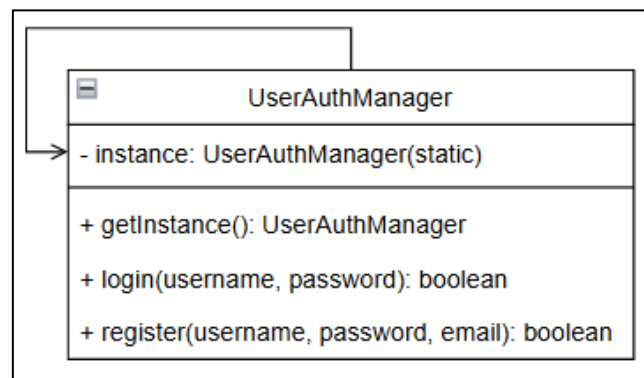 UserAuthManager
- instance: UserAuthManager(static)
+ getInstance(): UserAuthManager
+ login(username, password): boolean
+ register(username, password, email): boolean